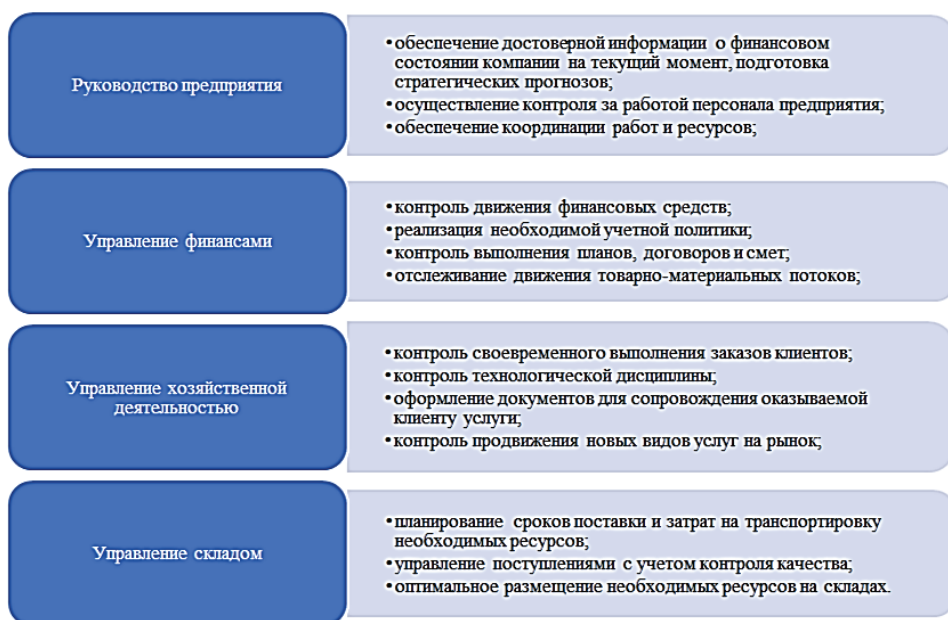 Руководство предприятия
•обеспечение достоверной информации о финансовом
состоянии компании на текущий момент, подготовка
стратегических прогнозов;
•осуществление контроля за работой персонала предприятия;
•обеспечение координации работ и ресурсов;
Управление финансами
•контроль движения финансовых средств;
•реализация необходимой учетной политики;
•контроль выполнения планов, договоров и смет;
•отслеживание движения товарно-материальных потоков;
Управление хозяйственной
деятельностью
•контроль своевременного выполнения заказов клиентов;
•контроль технологической дисциплины;
•оформление документов для сопровождения оказываемой
клиенту услуги;
•контроль продвижения новых видов услуг на рынок;
Управление складом
•планирование сроков поставки и затрат на транспортировку
необходимых ресурсов;
•управление поступлениями с учетом контроля качества;
•оптимальное размещение необходимых ресурсов на складах.